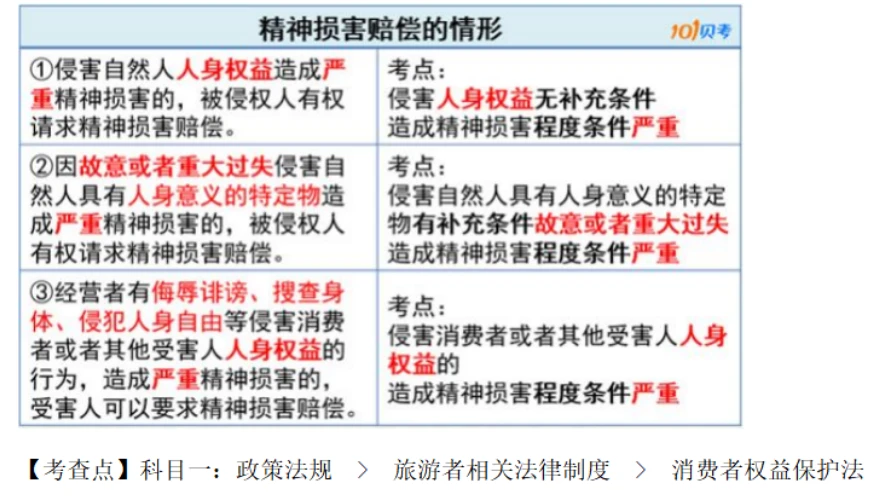 精神损害赔偿的情形
101贝考
①侵害自然人人身权益造成严
重精神损害的，被侵权人有权
请求精神损害赔偿。
考点：
侵害人身权益无补充条件
造成精神损害程度条件严重
②因故意或者重大过失侵害自
然人具有人身意义的特定物造
成严重精神损害的，被侵权人
有权请求精神损害赔偿。
考点：
侵害自然人具有人身意义的特定
物有补充条件故意或者重大过失
造成精神损害程度条件严重
③经营者有侮辱诽谤、搜查身
体、侵犯人身自由等侵害消费
者或者其他受害人人身权益的
行为，造成严重精神损害的，
受害人可以要求精神损害赔偿。
考点：
侵害消费者或者其他受害人人身
权益的
造成精神损害程度条件严重
【考查点】科目一：政策法规 > 旅游者相关法律制度 > 消费者权益保护法